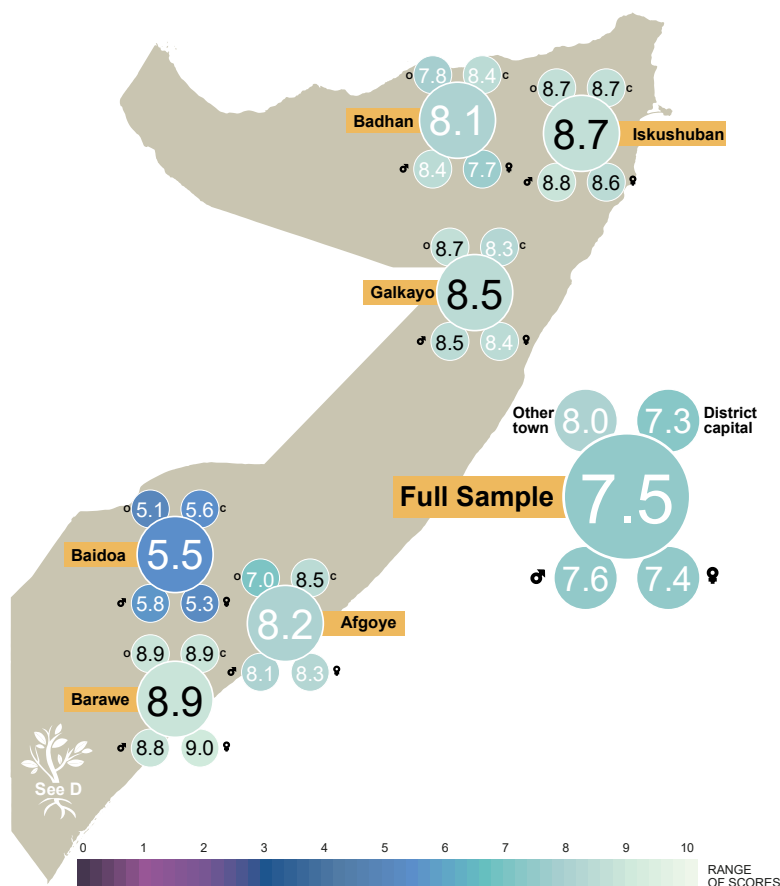 O 7.8 8.4 C
Badhan 8.1
♂ 8.4 7.7 ♀
O 8.7 8.7 C
8.7 Iskushuban
♂ 8.8 8.6 ♀
O 8.7 8.3 C
Galkayo 8.5
♂ 8.5 8.4 ♀
Other
town
8.0 7.3
District
capital
Full Sample 7.5
♂ 7.6 7.4 ♀
O 5.1 5.6 C
Baidoa 5.5
♂ 5.8 5.3 ♀
O 7.0 8.5 C
8.2 Afgoye
♂ 8.1 8.3 ♀
O 8.9 8.9 C
Barawe 8.9
♂ 8.8 9.0 ♀
See D
0 1 2 3 4 5 6 7 8 9 10
RANGE
OF SCORES